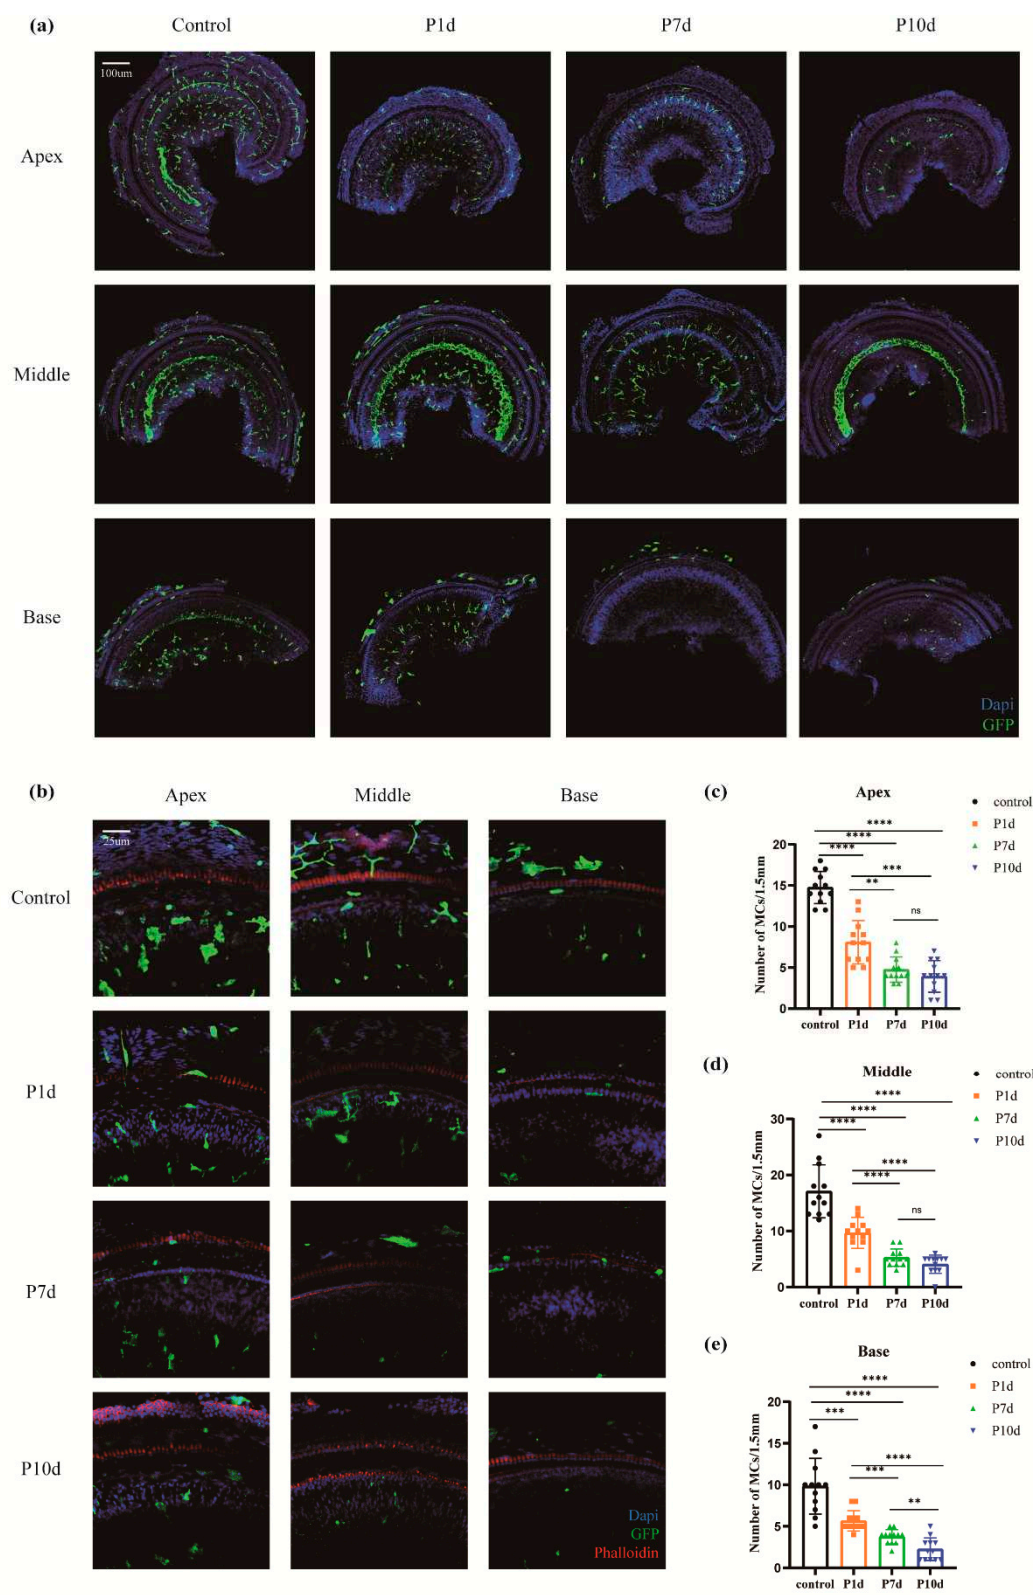 (a)
Control
P1d
P7d
P10d
100um
Apex
Middle
Base
Dapi
GFP
(b)
Apex
Middle
Base
25um
Control
P1d
P7d
P10d
Dapi
GFP
Phalloidin
(c)
Apex
control
P1d
P7d
P10d
****
****
****
***
**
ns
Number of MCs/1.5mm
20
15
10
5
0
control P1d P7d P10d
(d)
Middle
control
P1d
P7d
P10d
****
****
****
****
****
ns
Number of MCs/1.5mm
30
20
10
0
control P1d P7d P10d
(e)
Base
control
P1d
P7d
P10d
****
****
***
****
***
**
Number of MCs/1.5mm
20
15
10
5
0
control P1d P7d P10d